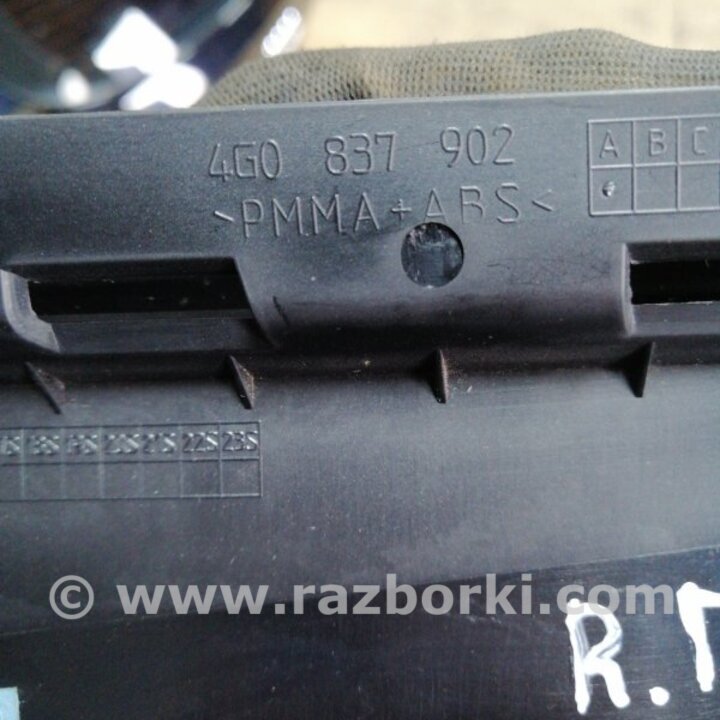 4G0 837 902
>PMMA+ABS<
A B C
22S 23S
© www.razborki.com
R.